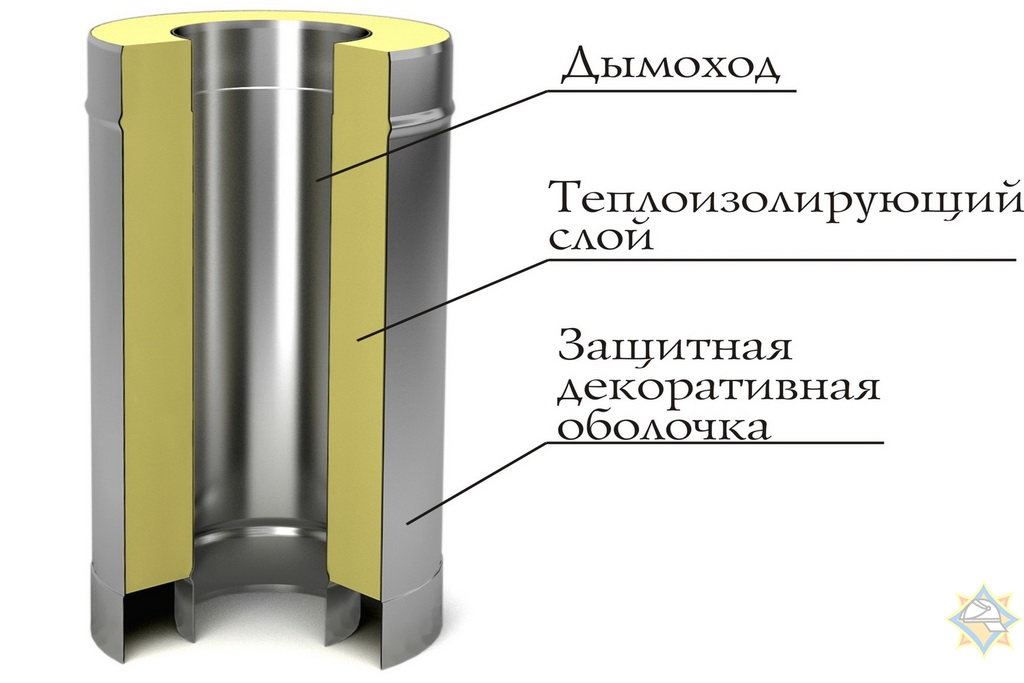 Дымоход
Теплоизолирующий
слой
Защитная
декоративная
оболочка